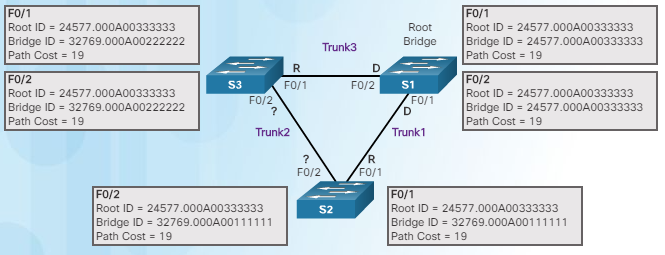 F0/1
Root ID = 24577.000A00333333
Bridge ID = 32769.000A00222222
Path Cost = 19
F0/2
Root ID = 24577.000A00333333
Bridge ID = 32769.000A00222222
Path Cost = 19
Trunk3
Root
Bridge
F0/1
Root ID = 24577.000A00333333
Bridge ID = 24577.000A00333333
Path Cost = 19
F0/2
Root ID = 24577.000A00333333
Bridge ID = 24577.000A00333333
Path Cost = 19
R
D
S3
F0/1
F0/2
S1
F0/2
?
F0/1
D
Trunk2
Trunk1
?
F0/2
R
F0/1
S2
F0/2
Root ID = 24577.000A00333333
Bridge ID = 32769.000A00111111
Path Cost = 19
F0/1
Root ID = 24577.000A00333333
Bridge ID = 32769.000A00111111
Path Cost = 19